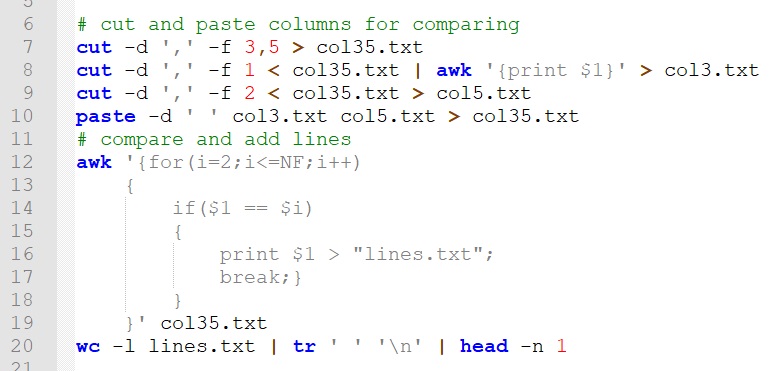 5
6 # cut and paste columns for comparing
7 cut -d ',' -f 3,5 > col35.txt
8 cut -d ',' -f 1 < col35.txt | awk '{print $1}' > col3.txt
9 cut -d ',' -f 2 < col35.txt > col5.txt
10 paste -d ' ' col3.txt col5.txt > col35.txt
11 # compare and add lines
12 awk '{for(i=2;i<=NF;i++)
13 {
14 if($1 == $i)
15 {
16 print $1 > "lines.txt";
17 break;}
18 }
19 }' col35.txt
20 wc -l lines.txt | tr ' ' '\n' | head -n 1
21